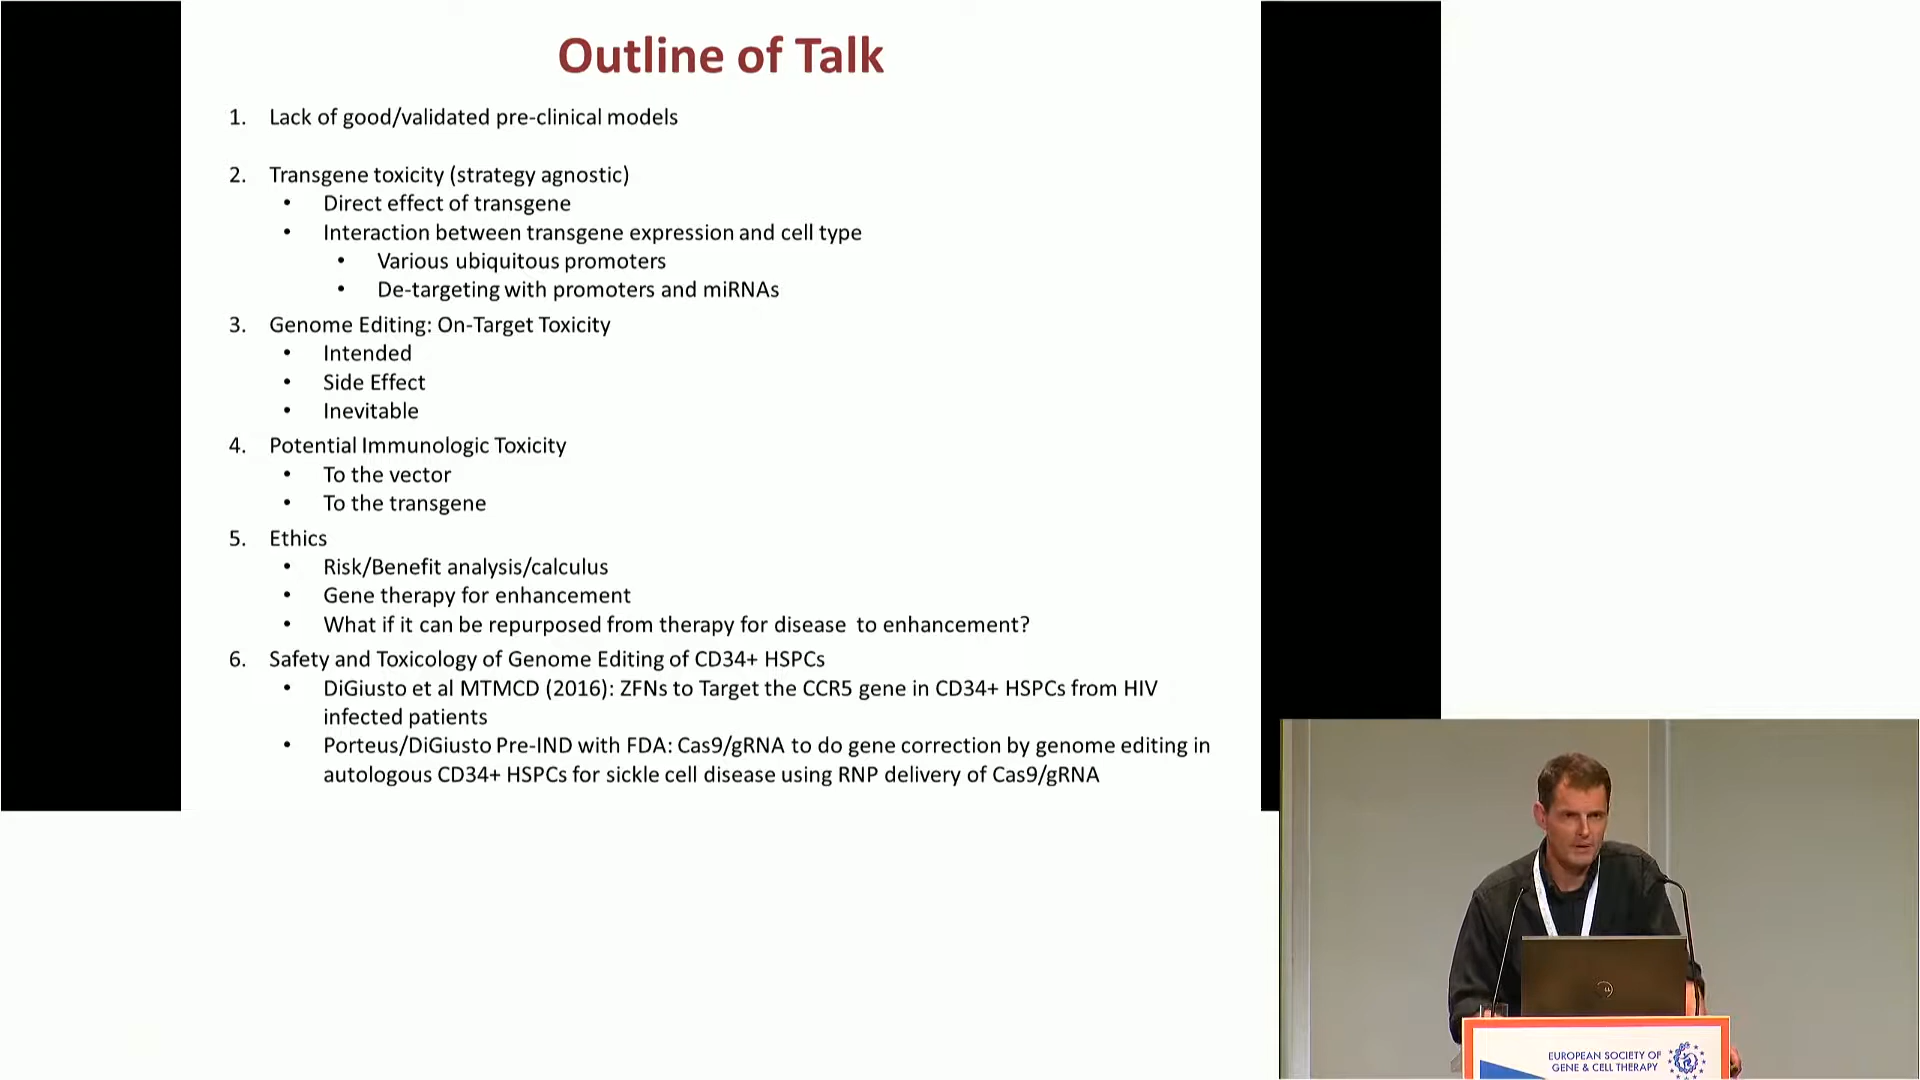 Outline of Talk
1. Lack of good/validated pre-clinical models
2. Transgene toxicity (strategy agnostic)
• Direct effect of transgene
• Interaction between transgene expression and cell type
• Various ubiquitous promoters
• De-targeting with promoters and miRNAs
3. Genome Editing: On-Target Toxicity
• Intended
• Side Effect
• Inevitable
4. Potential Immunologic Toxicity
• To the vector
• To the transgene
5. Ethics
• Risk/Benefit analysis/calculus
• Gene therapy for enhancement
• What if it can be repurposed from therapy for disease to enhancement?
6. Safety and Toxicology of Genome Editing of CD34+ HSPCs
• DiGiusto et al MTMCD (2016): ZFNs to Target the CCR5 gene in CD34+ HSPCs from HIV
infected patients
• Porteus/DiGiusto Pre-IND with FDA: Cas9/gRNA to do gene correction by genome editing in
autologous CD34+ HSPCs for sickle cell disease using RNP delivery of Cas9/gRNA
EUROPEAN SOCIETY OF
GENE & CELL THERAPY